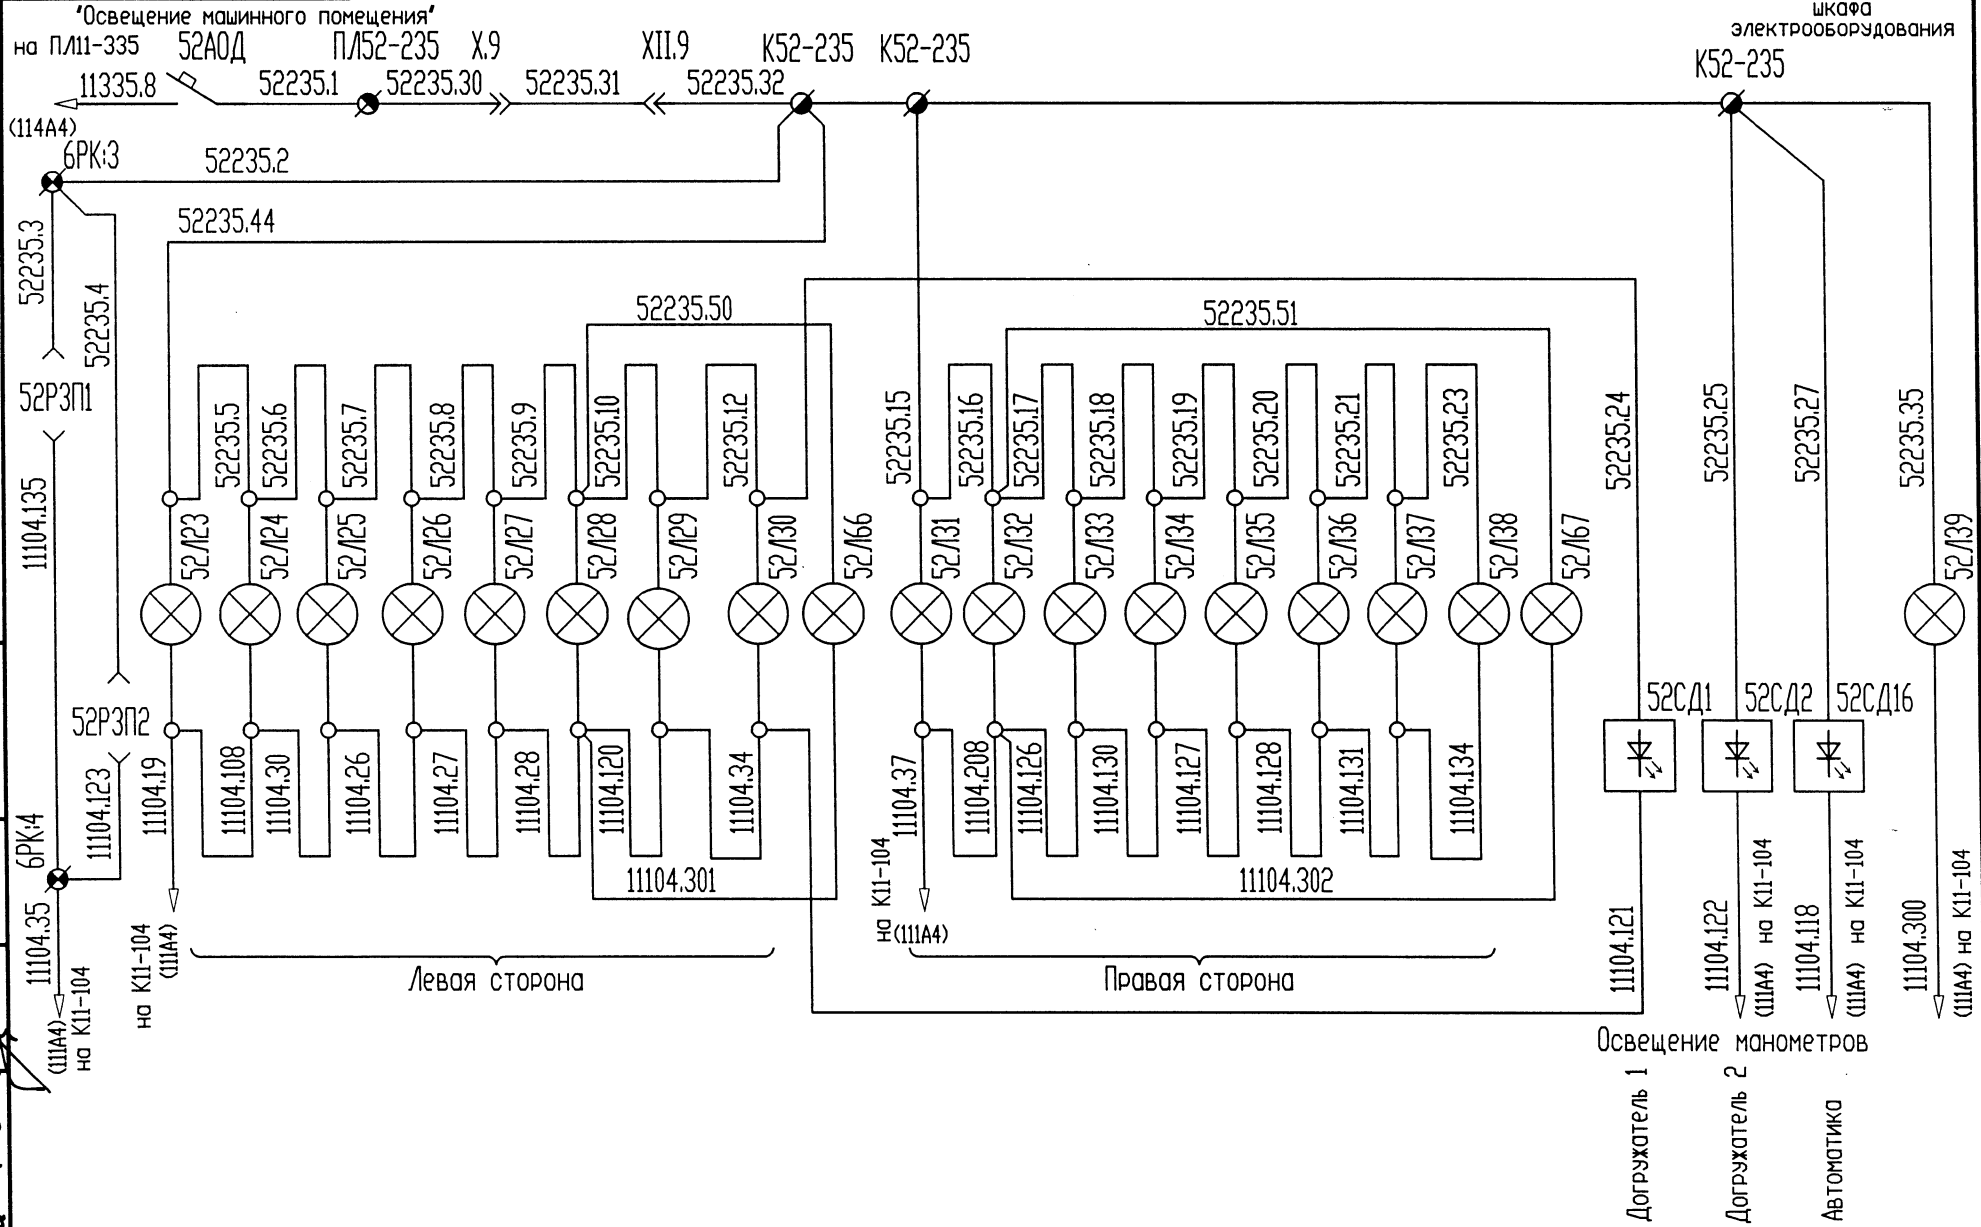 "Освещение машинного помещения"
шкафа
электрооборудования
на ПЛ11-335
52АОД
ПЛ52-235
X.9
XII.9
К52-235
К52-235
К52-235
11335.8
52235.1
52235.30
52235.31
52235.32
(114А4)
6РК:3
52235.2
52235.44
52235.3
52235.4
52235.50
52235.51
52РЗП1
52235.5
52235.6
52235.7
52235.8
52235.9
52235.10
52235.12
52235.15
52235.16
52235.17
52235.18
52235.19
52235.20
52235.21
52235.23
52235.24
52235.25
52235.27
52235.35
11104.135
52Л23
52Л24
52Л25
52Л26
52Л27
52Л28
52Л29
52Л30
52Л66
52Л31
52Л32
52Л33
52Л34
52Л35
52Л36
52Л37
52Л38
52Л67
52Л39
52РЗП2
52СД1
52СД2
52СД16
11104.123
11104.19
11104.108
11104.30
11104.26
11104.27
11104.28
11104.120
11104.34
11104.37
11104.208
11104.126
11104.130
11104.127
11104.128
11104.131
11104.134
6РК:4
11104.301
11104.302
11104.35
(111А4)
на К11-104
на К11-104
(111А4)
на К11-104
(111А4)
11104.121
11104.122
(111А4) на К11-104
11104.118
(111А4) на К11-104
11104.300
(111А4) на К11-104
Левая сторона
Правая сторона
Освещение манометров
Догружатель 1
Догружатель 2
Автоматика